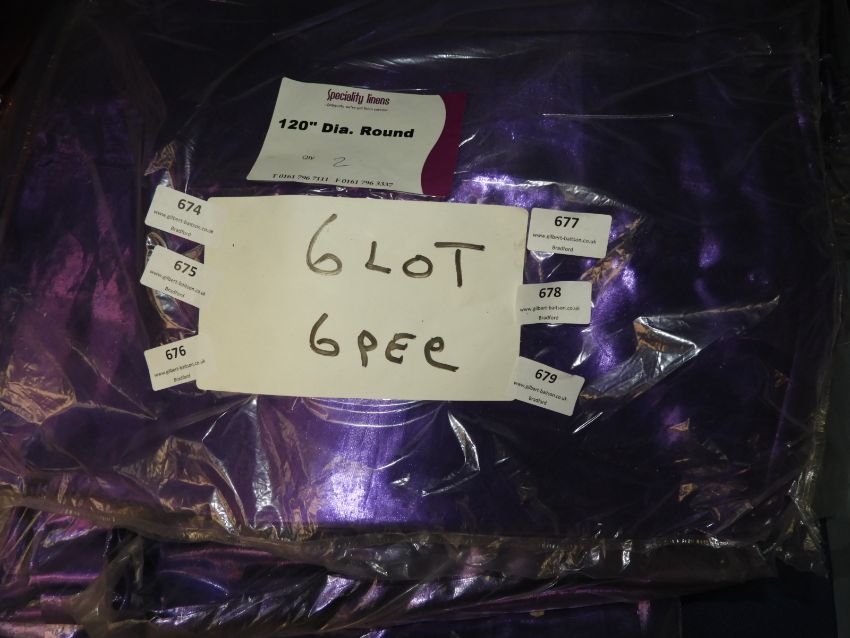 Speciality linens
120" Dia. Round
QTY 2
T 0161 796 7311 F 0161 796 3337
674
www.gilbert-baitson.co.uk
Bradford
675
www.gilbert-baitson.co.uk
Bradford
676
www.gilbert-baitson.co.uk
Bradford
6 LOT
6 PEC
677
www.gilbert-baitson.co.uk
Bradford
678
www.gilbert-baitson.co.uk
Bradford
679
www.gilbert-baitson.co.uk
Bradford